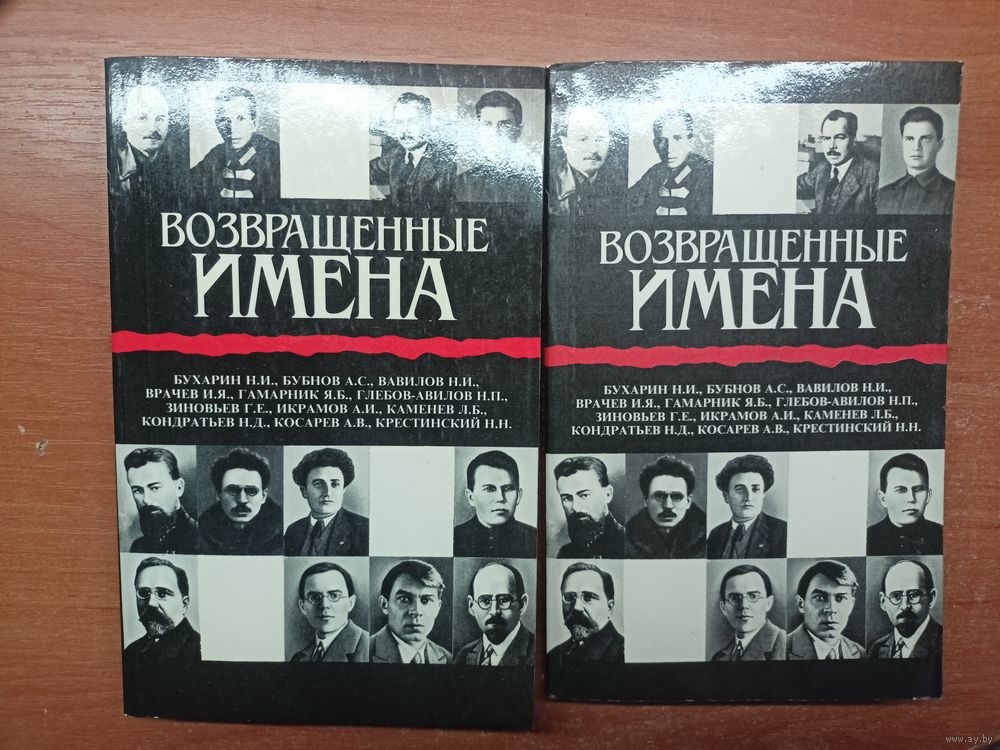 ВОЗВРАЩЕННЫЕ
ИМЕНА
БУХАРИН Н.И., БУБНОВ А.С., ВАВИЛОВ Н.И.,
ВРАЧЕВ И.Я., ГАМАРНИК Я.Б., ГЛЕБОВ-АВИЛОВ Н.П.,
ЗИНОВЬЕВ Г.Е., ИКРАМОВ А.И., КАМЕНЕВ Л.Б.,
КОНДРАТЬЕВ Н.Д., КОСАРЕВ А.В., КРЕСТИНСКИЙ Н.Н.
ВОЗВРАЩЕННЫЕ
ИМЕНА
БУХАРИН Н.И., БУБНОВ А.С., ВАВИЛОВ Н.И.,
ВРАЧЕВ И.Я., ГАМАРНИК Я.Б., ГЛЕБОВ-АВИЛОВ Н.П.,
ЗИНОВЬЕВ Г.Е., ИКРАМОВ А.И., КАМЕНЕВ Л.Б.,
КОНДРАТЬЕВ Н.Д., КОСАРЕВ А.В., КРЕСТИНСКИЙ Н.Н.
www.ay.by